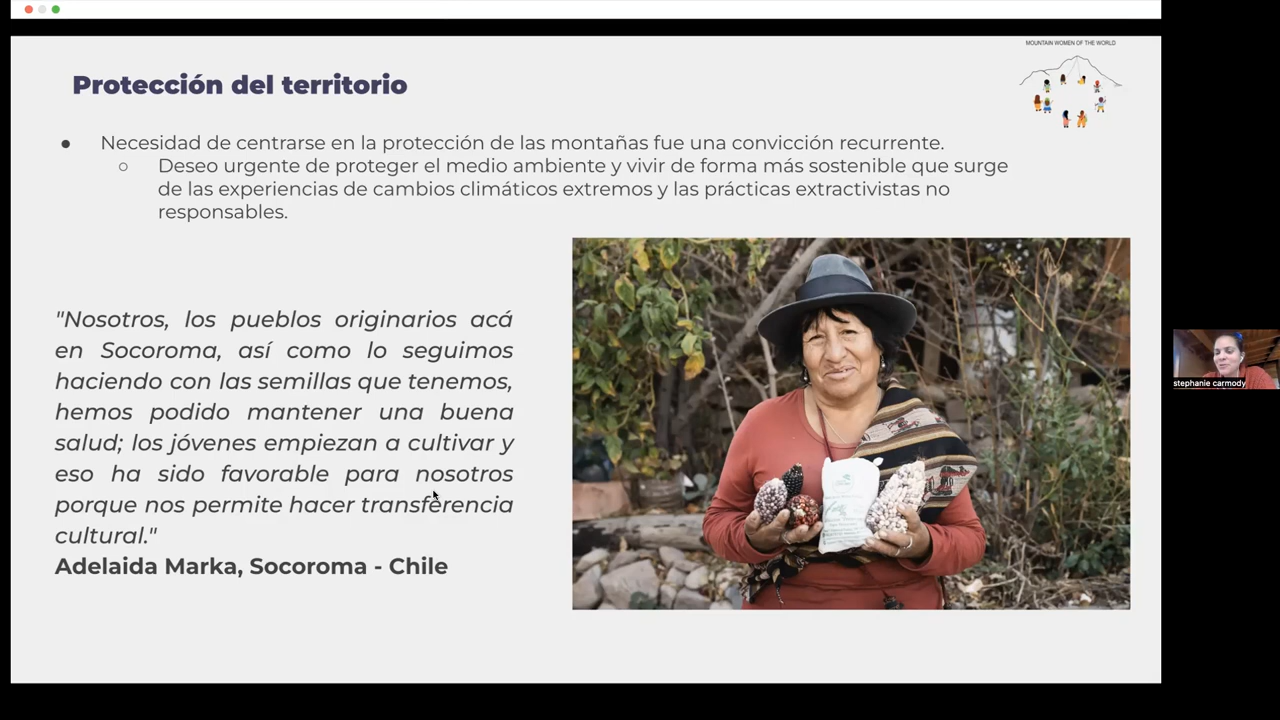 MOUNTAIN WOMEN OF THE WORLD
Protección del territorio
● Necesidad de centrarse en la protección de las montañas fue una convicción recurrente.
○ Deseo urgente de proteger el medio ambiente y vivir de forma más sostenible que surge
de las experiencias de cambios climáticos extremos y las prácticas extractivistas no
responsables.
"Nosotros, los pueblos originarios acá
en Socoroma, así como lo seguimos
haciendo con las semillas que tenemos,
hemos podido mantener una buena
salud; los jóvenes empiezan a cultivar y
eso ha sido favorable para nosotros
porque nos permite hacer transferencia
cultural."
Adelaida Marka, Socoroma - Chile
stephanie carmody